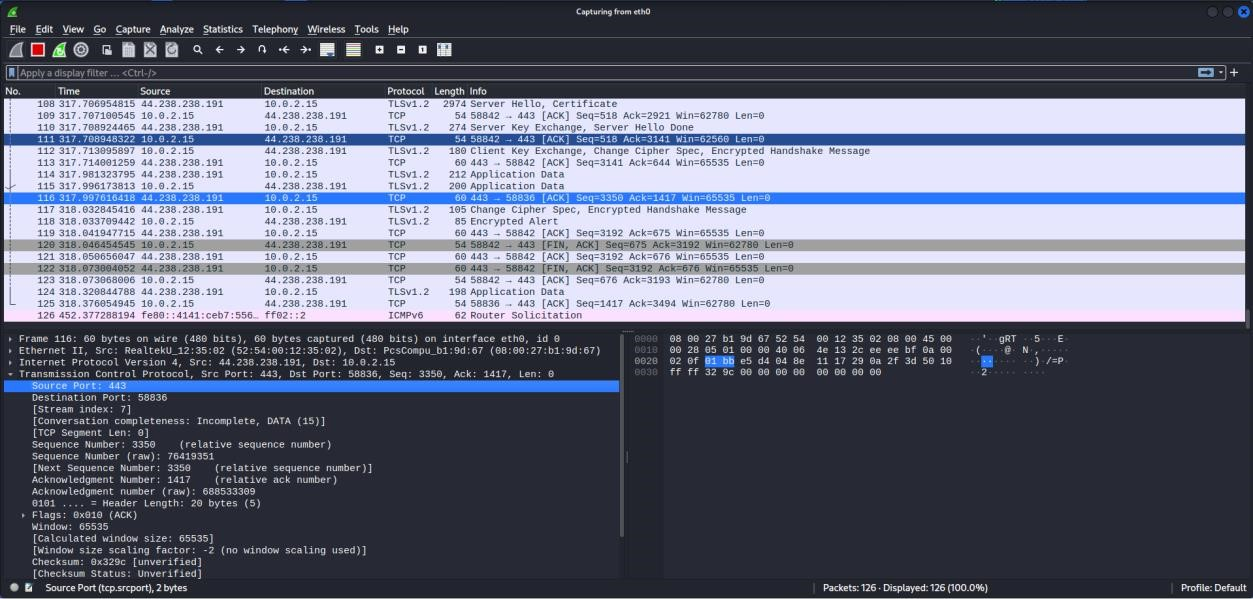 Capturing from eth0
File Edit View Go Capture Analyze Statistics Telephony Wireless Tools Help
Apply a display filter ... <Ctrl-/>
No. Time Source Destination Protocol Length Info
108 317.706954815 44.238.238.191 10.0.2.15 TLSv1.2 2974 Server Hello, Certificate
109 317.707100545 10.0.2.15 44.238.238.191 TCP 54 58842 → 443 [ACK] Seq=518 Ack=2921 Win=62780 Len=0
110 317.708924465 44.238.238.191 10.0.2.15 TLSv1.2 274 Server Key Exchange, Server Hello Done
111 317.708948322 10.0.2.15 44.238.238.191 TCP 54 58842 → 443 [ACK] Seq=518 Ack=3141 Win=62560 Len=0
112 317.713095897 10.0.2.15 44.238.238.191 TLSv1.2 180 Client Key Exchange, Change Cipher Spec, Encrypted Handshake Message
113 317.714001259 44.238.238.191 10.0.2.15 TCP 60 443 → 58842 [ACK] Seq=3141 Ack=644 Win=65535 Len=0
114 317.981323795 44.238.238.191 10.0.2.15 TLSv1.2 212 Application Data
115 317.996173813 10.0.2.15 44.238.238.191 TLSv1.2 200 Application Data
116 317.997616418 44.238.238.191 10.0.2.15 TCP 60 443 → 58836 [ACK] Seq=3350 Ack=1417 Win=65535 Len=0
117 318.032845416 44.238.238.191 10.0.2.15 TLSv1.2 105 Change Cipher Spec, Encrypted Handshake Message
118 318.033709442 10.0.2.15 44.238.238.191 TLSv1.2 85 Encrypted Alert
119 318.041947715 44.238.238.191 10.0.2.15 TCP 60 443 → 58842 [ACK] Seq=3192 Ack=675 Win=65535 Len=0
120 318.046454545 10.0.2.15 44.238.238.191 TCP 54 58842 → 443 [FIN, ACK] Seq=675 Ack=3192 Win=62780 Len=0
121 318.050656047 44.238.238.191 10.0.2.15 TCP 60 443 → 58842 [ACK] Seq=3192 Ack=676 Win=65535 Len=0
122 318.073004052 44.238.238.191 10.0.2.15 TCP 60 443 → 58842 [FIN, ACK] Seq=3192 Ack=676 Win=65535 Len=0
123 318.073068006 10.0.2.15 44.238.238.191 TCP 54 58842 → 443 [ACK] Seq=676 Ack=3193 Win=62780 Len=0
124 318.320844788 44.238.238.191 10.0.2.15 TLSv1.2 198 Application Data
125 318.376054945 10.0.2.15 44.238.238.191 TCP 54 58836 → 443 [ACK] Seq=1417 Ack=3494 Win=62780 Len=0
126 452.377288194 fe80::4141:ceb7:556… ff02::2 ICMPv6 62 Router Solicitation
Frame 116: 60 bytes on wire (480 bits), 60 bytes captured (480 bits) on interface eth0, id 0
Ethernet II, Src: RealtekU_12:35:02 (52:54:00:12:35:02), Dst: PcsCompu_b1:9d:67 (08:00:27:b1:9d:67)
Internet Protocol Version 4, Src: 44.238.238.191, Dst: 10.0.2.15
Transmission Control Protocol, Src Port: 443, Dst Port: 58836, Seq: 3350, Ack: 1417, Len: 0
Source Port: 443
Destination Port: 58836
[Stream index: 7]
[Conversation completeness: Incomplete, DATA (15)]
[TCP Segment Len: 0]
Sequence Number: 3350 (relative sequence number)
Sequence Number (raw): 76419351
[Next Sequence Number: 3350 (relative sequence number)]
Acknowledgment Number: 1417 (relative ack number)
Acknowledgment number (raw): 688533309
0101 .... = Header Length: 20 bytes (5)
Flags: 0x010 (ACK)
Window: 65535
[Calculated window size: 65535]
[Window size scaling factor: -2 (no window scaling used)]
Checksum: 0x329c [unverified]
[Checksum Status: Unverified]
0000 08 00 27 b1 9d 67 52 54 00 12 35 02 08 00 45 00 ··'··gRT ··5···E·
0010 00 28 05 01 00 00 40 06 4e 13 2c ee ee bf 0a 00 ·(····@· N·,·····
0020 02 0f 01 bb e5 d4 04 8e 11 17 29 0a 2f 3d 50 10 ········ ··)·/=P·
0030 ff ff 32 9c 00 00 00 00 00 00 00 00 ··2····· ····
Source Port (tcp.srcport), 2 bytes
Packets: 126 · Displayed: 126 (100.0%)
Profile: Default